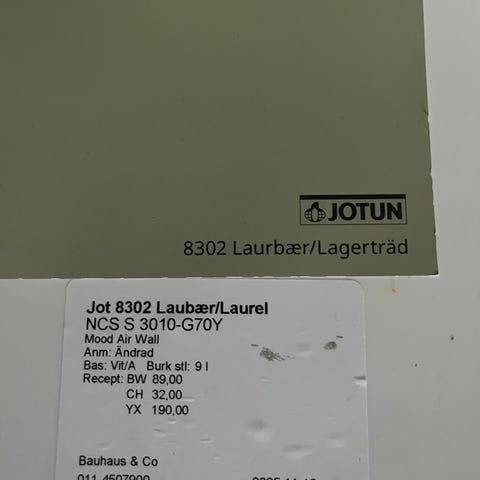 JOTUN
8302 Laurbær/Lagerträd
Jot 8302 Laubær/Laurel
NCS S 3010-G70Y
Mood Air Wall
Anm: Ändrad
Bas: Vit/A Burk stl: 9 l
Recept: BW 89,00
CH 32,00
YX 190,00
Bauhaus & Co